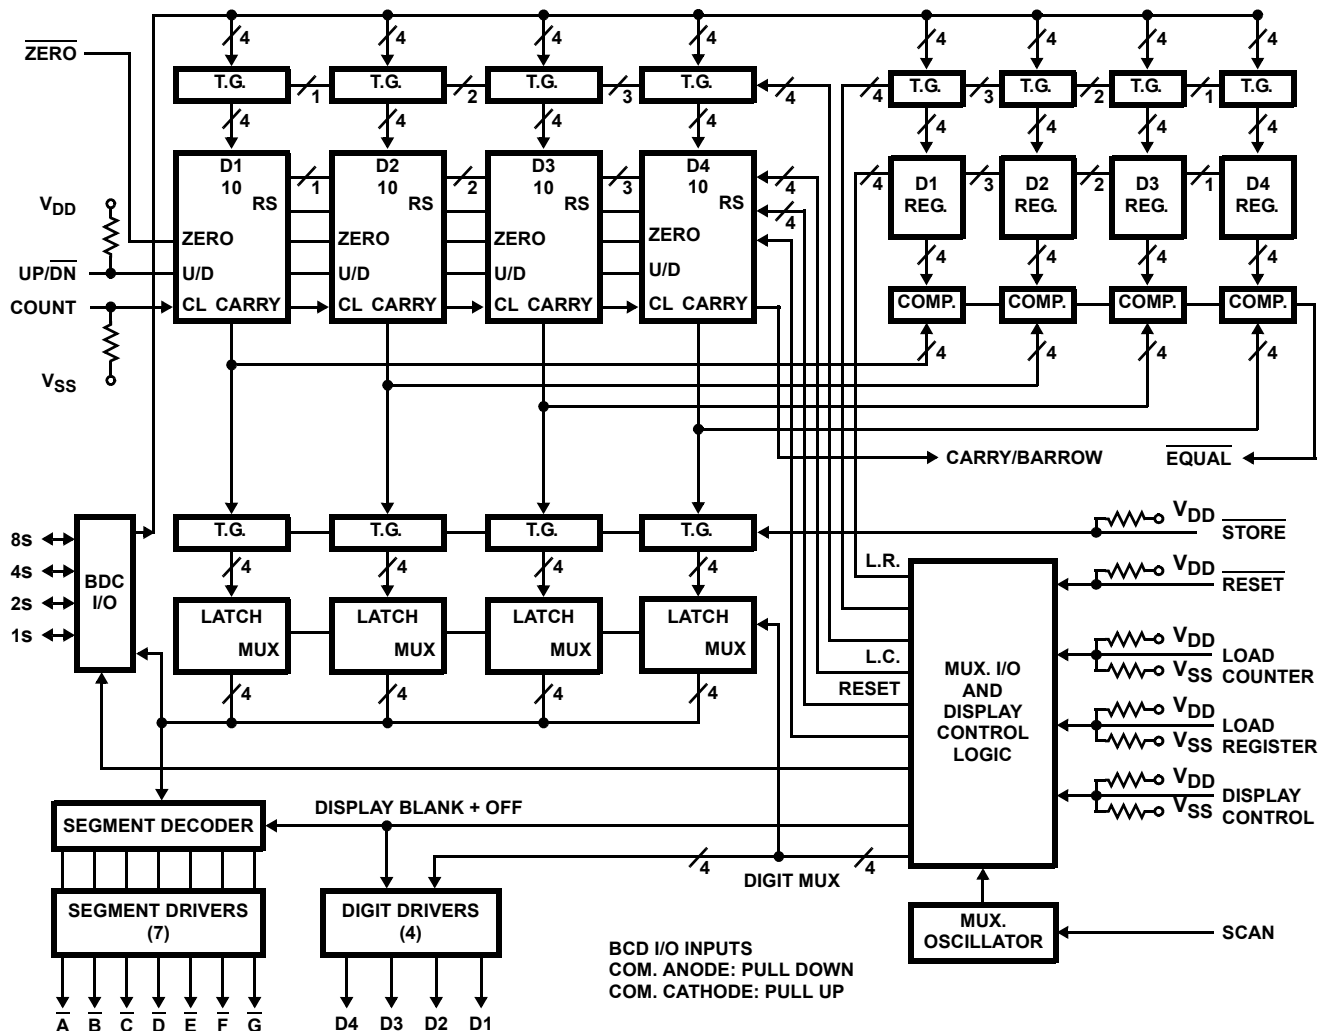 4 4 4 4 4 4 4 4
ZERO
T.G. 1 T.G. 2 T.G. 3 T.G. 4 4 T.G. 3 T.G. 2 T.G. 1 T.G.
4 4 4 4 4 4 4 4
D1 10 RS ZERO U/D CL CARRY
1
D2 10 RS U/D CL CARRY
2
D3 10 RS U/D CL CARRY
3
D4 10 RS ZERO U/D CL CARRY
4
4
4 D1 REG. 3 D2 REG. 2 D3 REG. 1 D4 REG.
VDD
UP/DN
COUNT
VSS
4 4 4 4
COMP. COMP. COMP. COMP.
4 4 4 4
CARRY/BARROW
EQUAL
T.G. T.G. T.G. T.G.
VDD
STORE
8s
4s
2s
1s
BDC
I/O
4 4 4 4
LATCH MUX
LATCH MUX
LATCH MUX
LATCH MUX
4 4 4 4
L.R.
L.C.
RESET
MUX. I/O
AND
DISPLAY
CONTROL
LOGIC
VDD
RESET
VDD
LOAD
VSS COUNTER
VDD
LOAD
VSS REGISTER
VDD
DISPLAY
VSS CONTROL
DISPLAY BLANK + OFF
SEGMENT DECODER
4 4
DIGIT MUX
SEGMENT DRIVERS
(7)
DIGIT DRIVERS
(4)
MUX.
OSCILLATOR
SCAN
BCD I/O INPUTS
COM. ANODE: PULL DOWN
COM. CATHODE: PULL UP
A B C D E F G
D4 D3 D2 D1